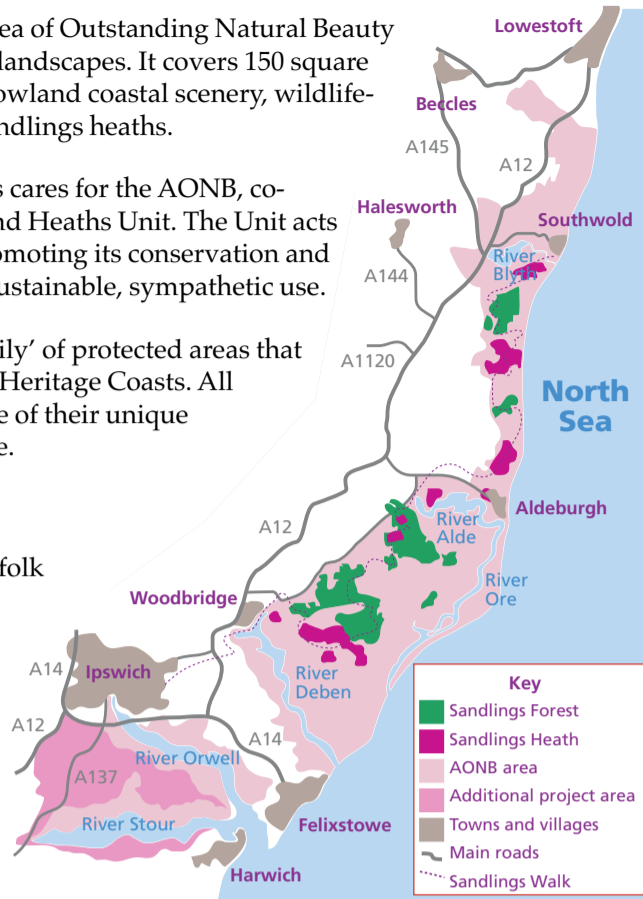 ea of Outstanding Natural Beauty
landscapes. It covers 150 square
owland coastal scenery, wildlife-
ndlings heaths.
s cares for the AONB, co-
nd Heaths Unit. The Unit acts
omoting its conservation and
sustainable, sympathetic use.
ily’ of protected areas that
Heritage Coasts. All
e of their unique
e.
folk
Lowestoft
Beccles
A145
A12
Halesworth
Southwold
River
Blyth
A144
A1120
North
Sea
Aldeburgh
River
Alde
A12
River
Ore
Woodbridge
A14
Ipswich
River
Deben
A12
River Orwell
A14
A137
River Stour
Felixstowe
Harwich
Key
Sandlings Forest
Sandlings Heath
AONB area
Additional project area
Towns and villages
Main roads
Sandlings Walk